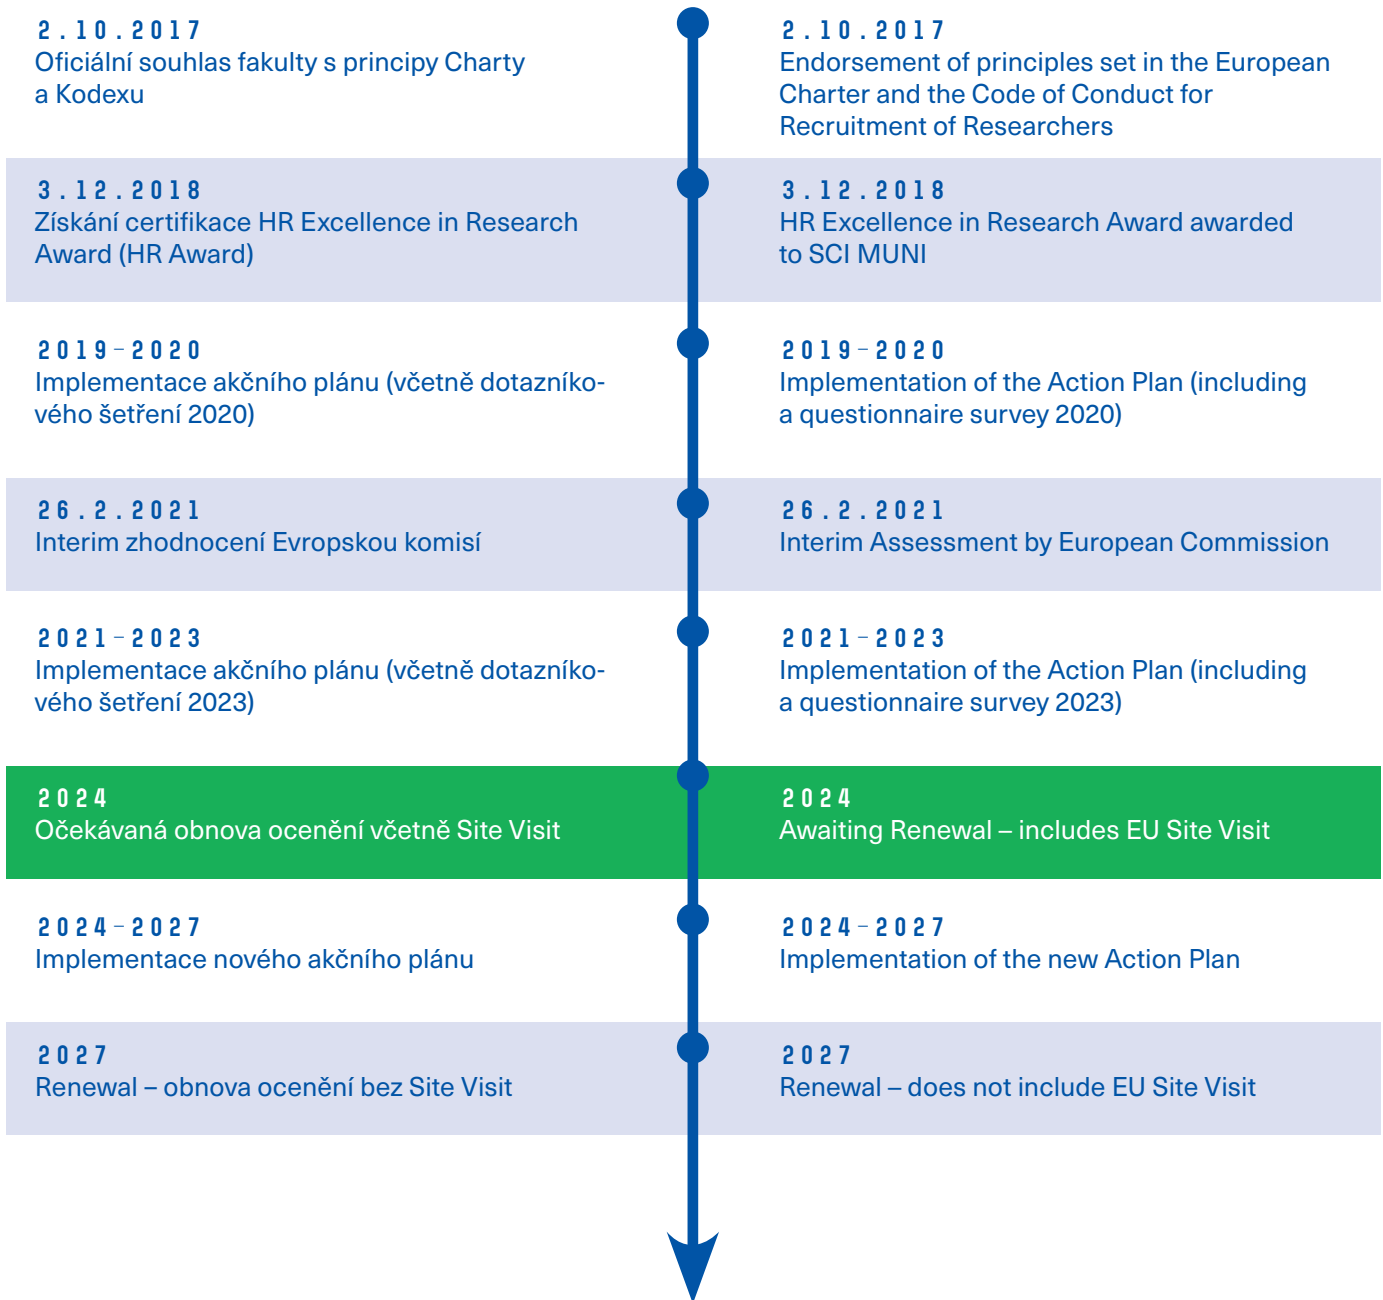 2.10.2017
Oficiální souhlas fakulty s principy Charty
a Kodexu
2.10.2017
Endorsement of principles set in the European
Charter and the Code of Conduct for
Recruitment of Researchers
3.12.2018
Získání certifikace HR Excellence in Research
Award (HR Award)
3.12.2018
HR Excellence in Research Award awarded
to SCI MUNI
2019–2020
Implementace akčního plánu (včetně dotazníko-
vého šetření 2020)
2019–2020
Implementation of the Action Plan (including
a questionnaire survey 2020)
26.2.2021
Interim zhodnocení Evropskou komisí
26.2.2021
Interim Assessment by European Commission
2021–2023
Implementace akčního plánu (včetně dotazníko-
vého šetření 2023)
2021–2023
Implementation of the Action Plan (including
a questionnaire survey 2023)
2024
Očekávaná obnova ocenění včetně Site Visit
2024
Awaiting Renewal – includes EU Site Visit
2024–2027
Implementace nového akčního plánu
2024–2027
Implementation of the new Action Plan
2027
Renewal – obnova ocenění bez Site Visit
2027
Renewal – does not include EU Site Visit